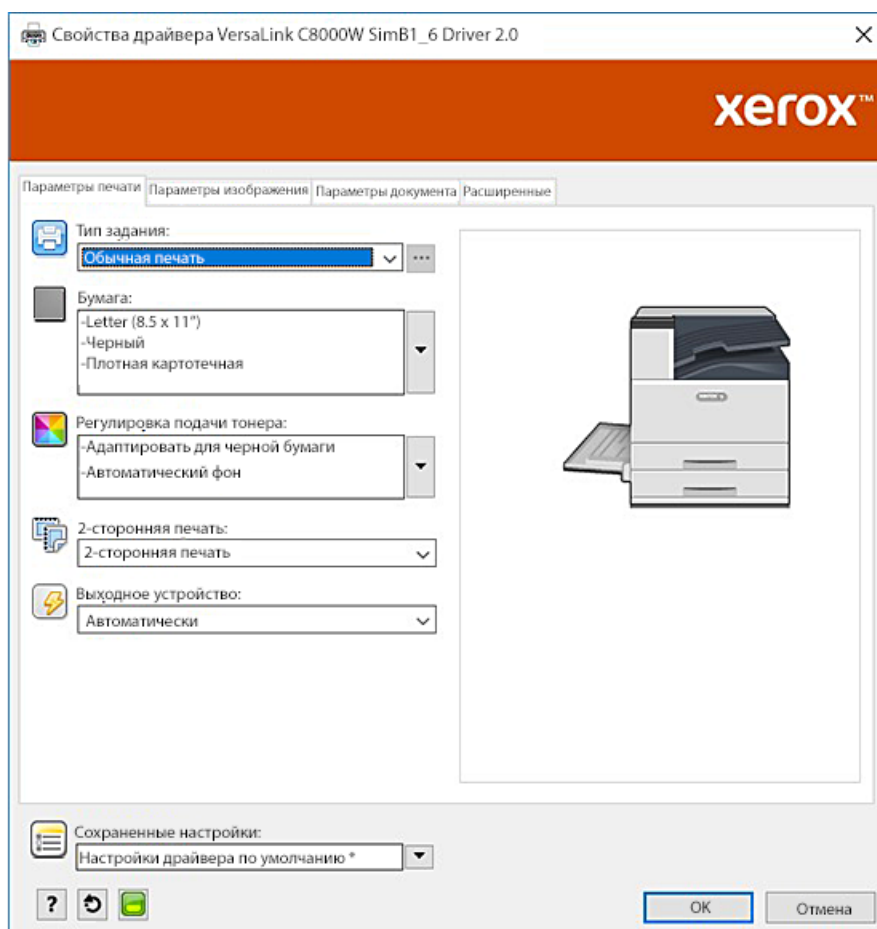 Свойства драйвера VersaLink C8000W SimB1_6 Driver 2.0
xerox™
Параметры печати Параметры изображения Параметры документа Расширенные
Тип задания:
Обычная печать
Бумага:
-Letter (8.5 x 11")
-Черный
-Плотная картотечная
Регулировка подачи тонера:
-Адаптировать для черной бумаги
-Автоматический фон
2-сторонняя печать:
2-сторонняя печать
Выходное устройство:
Автоматически
Сохраненные настройки:
Настройки драйвера по умолчанию *
?
OK Отмена